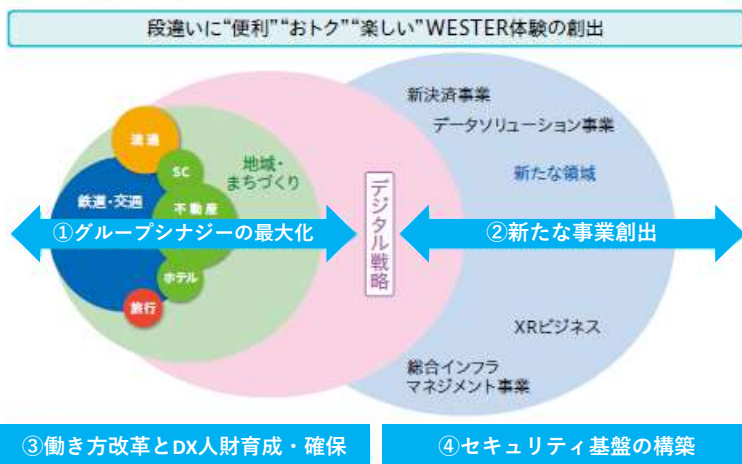 段違いに“便利”“おトク”“楽しい”WESTER体験の創出
新決済事業
データソリューション事業
流通
SC
地域・
まちづくり
新たな領域
鉄道・交通
不動産
デジタル戦略
①グループシナジーの最大化
②新たな事業創出
ホテル
旅行
XRビジネス
総合インフラ
マネジメント事業
③働き方改革とDX人財育成・確保
④セキュリティ基盤の構築